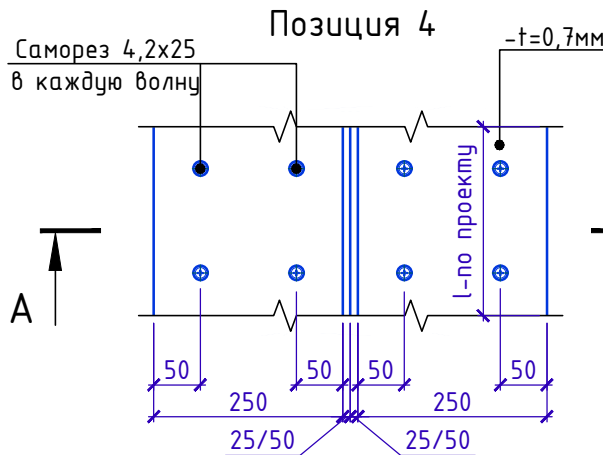 Позиция 4
Саморез 4,2х25
в каждую волну
-t=0,7мм
l-по проекту
А
50 50 50 50
250 250
25/50 25/50